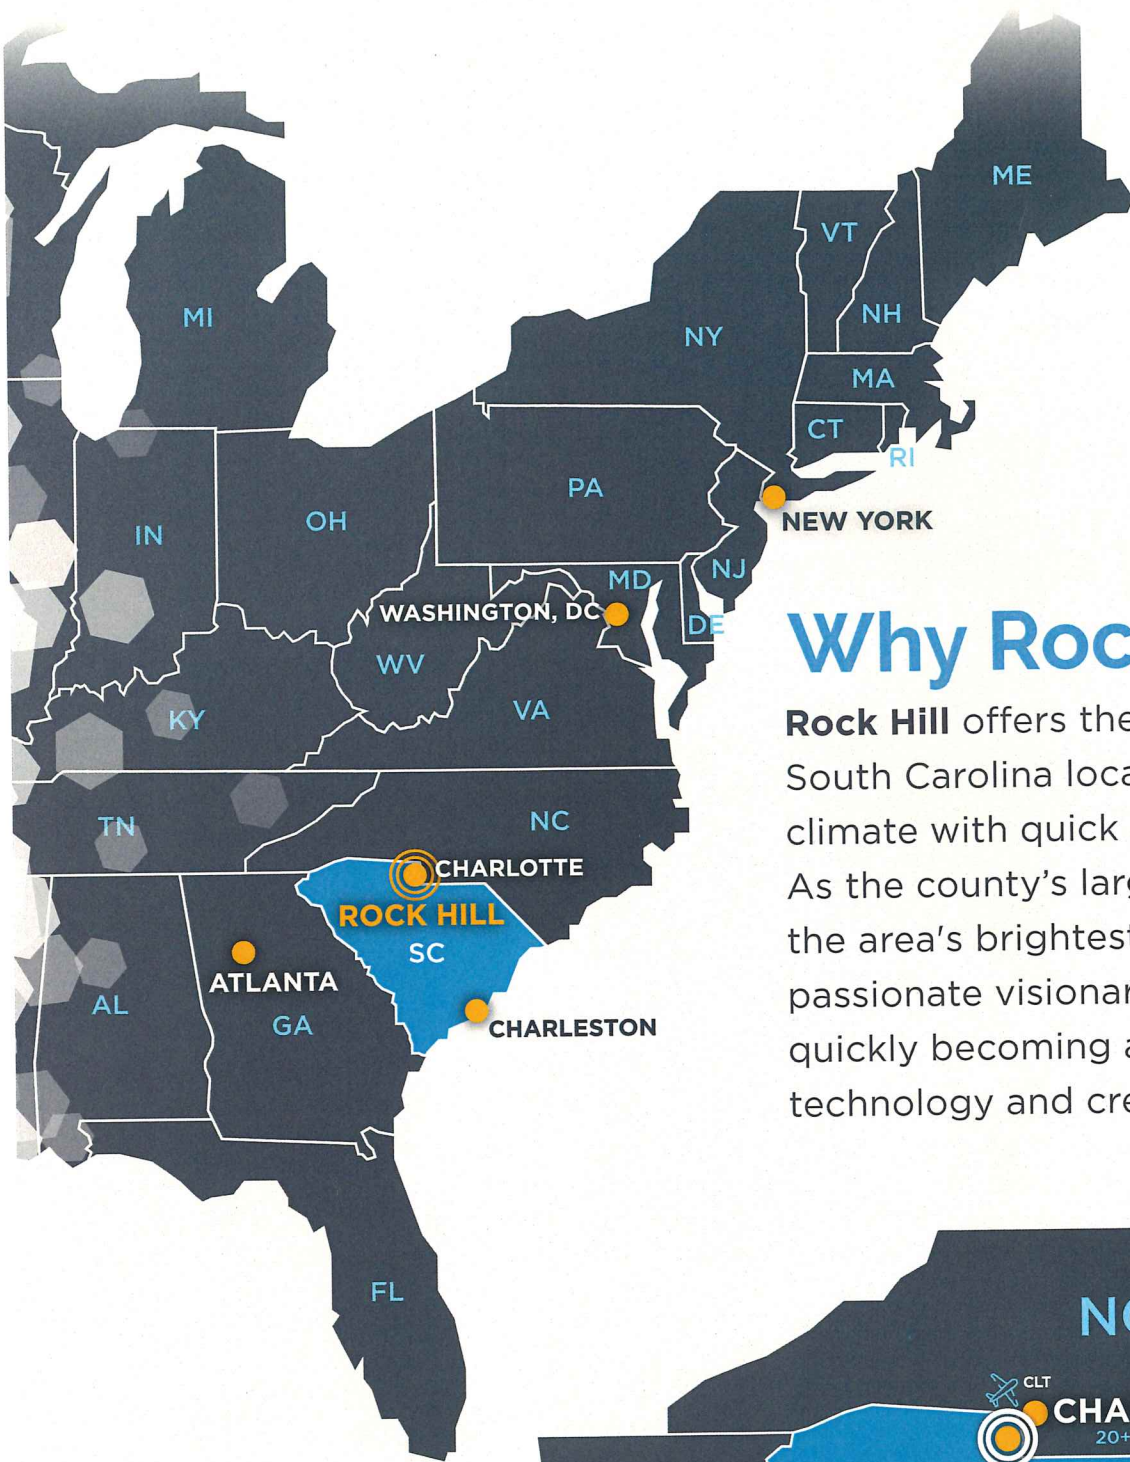 ME
VT
NH
MI
NY
MA
CT
RI
PA
OH
IN
NEW YORK
MD
NJ
WASHINGTON, DC
DE
WV
KY
VA
TN
NC
CHARLOTTE
ROCK HILL
SC
ATLANTA
AL
GA
CHARLESTON
FL
Why Roc
Rock Hill offers the
South Carolina loca
climate with quick
As the county's larg
the area's brightest
passionate visionar
quickly becoming a
technology and cre
NC
CLT
CHA
20+